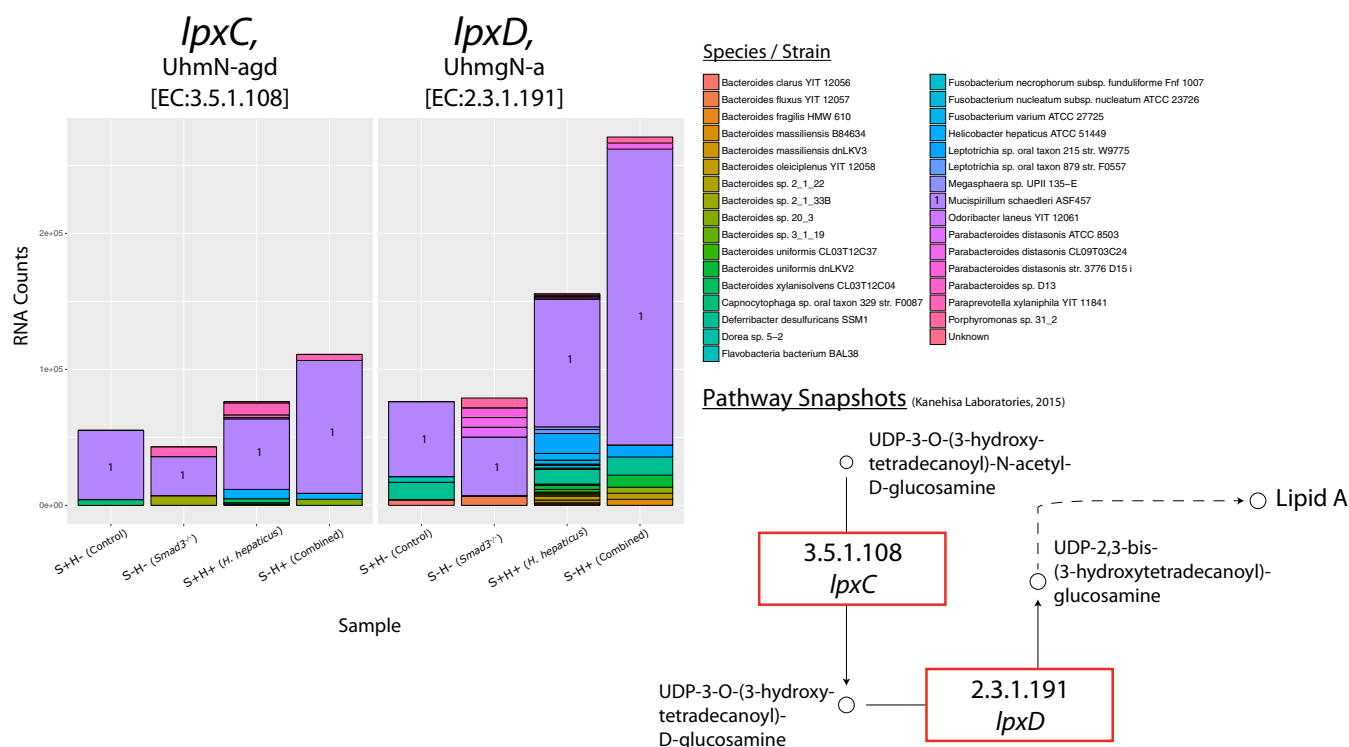 lpxC,
UhmN-agd
[EC:3.5.1.108]
lpxD,
UhmgN-a
[EC:2.3.1.191]
RNA Counts
2e+05
1e+05
0e+00
1
1
1
1
1
1
1
1
S+H- (Control)
S-H- (Smad3-/-)
S+H+ (H. hepaticus)
S-H+ (Combined)
S+H- (Control)
S-H- (Smad3-/-)
S+H+ (H. hepaticus)
S-H+ (Combined)
Sample
Species / Strain
Bacteroides clarus YIT 12056
Bacteroides fluxus YIT 12057
Bacteroides fragilis HMW 610
Bacteroides massiliensis B84634
Bacteroides massiliensis dnLKV3
Bacteroides oleiciplenus YIT 12058
Bacteroides sp. 2_1_22
Bacteroides sp. 2_1_33B
Bacteroides sp. 20_3
Bacteroides sp. 3_1_19
Bacteroides uniformis CL03T12C37
Bacteroides uniformis dnLKV2
Bacteroides xylanisolvens CL03T12C04
Capnocytophaga sp. oral taxon 329 str. F0087
Deferribacter desulfuricans SSM1
Dorea sp. 5-2
Flavobacteria bacterium BAL38
Fusobacterium necrophorum subsp. funduliforme Fnf 1007
Fusobacterium nucleatum subsp. nucleatum ATCC 23726
Fusobacterium varium ATCC 27725
Helicobacter hepaticus ATCC 51449
Leptotrichia sp. oral taxon 215 str. W9775
Leptotrichia sp. oral taxon 879 str. F0557
Megasphaera sp. UPII 135-E
1 Mucispirillum schaedleri ASF457
Odoribacter laneus YIT 12061
Parabacteroides distasonis ATCC 8503
Parabacteroides distasonis CL09T03C24
Parabacteroides distasonis str. 3776 D15 i
Parabacteroides sp. D13
Paraprevotella xylaniphila YIT 11841
Porphyromonas sp. 31_2
Unknown
Pathway Snapshots (Kanehisa Laboratories, 2015)
UDP-3-O-(3-hydroxy-
tetradecanoyl)-N-acetyl-
D-glucosamine
3.5.1.108
lpxC
Lipid A
UDP-2,3-bis-
(3-hydroxytetradecanoyl)-
glucosamine
UDP-3-O-(3-hydroxy-
tetradecanoyl)-
D-glucosamine
2.3.1.191
lpxD